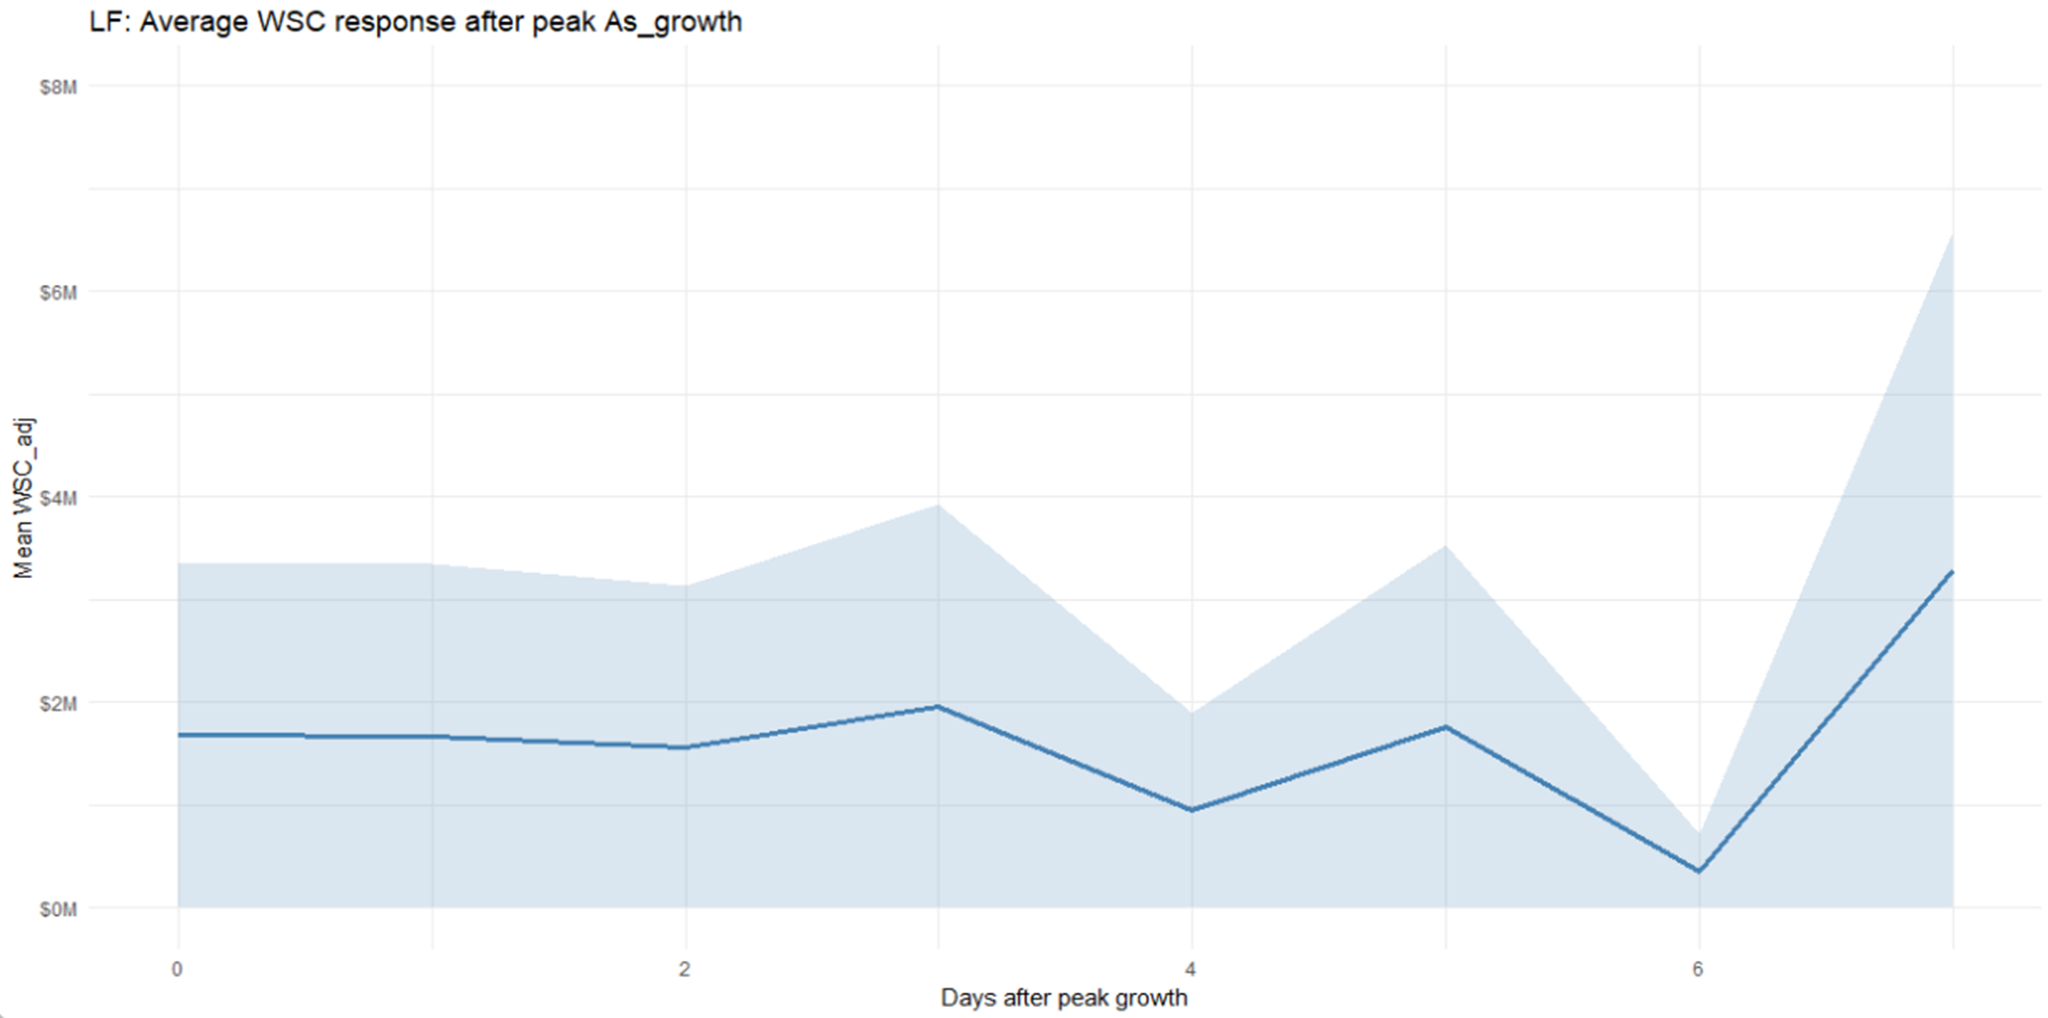 LF: Average WSC response after peak As_growth
$8M
$6M
$4M
$2M
$0M
Mean WSC_adj
0
2
4
6
Days after peak growth